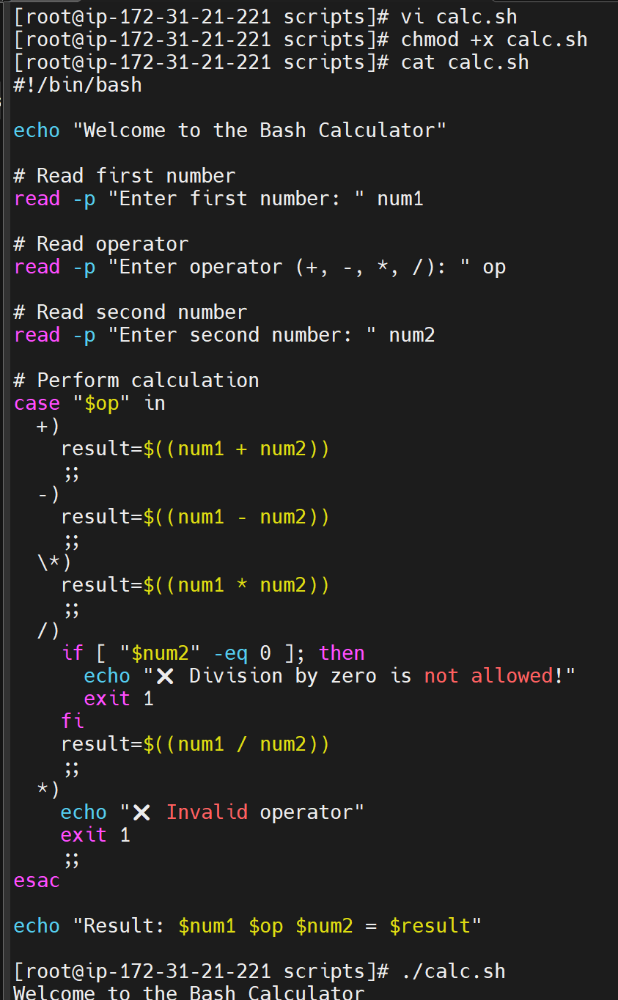 [root@ip-172-31-21-221 scripts]# vi calc.sh
[root@ip-172-31-21-221 scripts]# chmod +x calc.sh
[root@ip-172-31-21-221 scripts]# cat calc.sh
#!/bin/bash

echo "Welcome to the Bash Calculator"

# Read first number
read -p "Enter first number: " num1

# Read operator
read -p "Enter operator (+, -, *, /): " op

# Read second number
read -p "Enter second number: " num2

# Perform calculation
case "$op" in
  +)
    result=$((num1 + num2))
    ;;
  -)
    result=$((num1 - num2))
    ;;
  \*)
    result=$((num1 * num2))
    ;;
  /)
    if [ "$num2" -eq 0 ]; then
      echo "❌ Division by zero is not allowed!"
      exit 1
    fi
    result=$((num1 / num2))
    ;;
  *)
    echo "❌ Invalid operator"
    exit 1
    ;;
esac

echo "Result: $num1 $op $num2 = $result"

[root@ip-172-31-21-221 scripts]# ./calc.sh
Welcome to the Bash Calculator